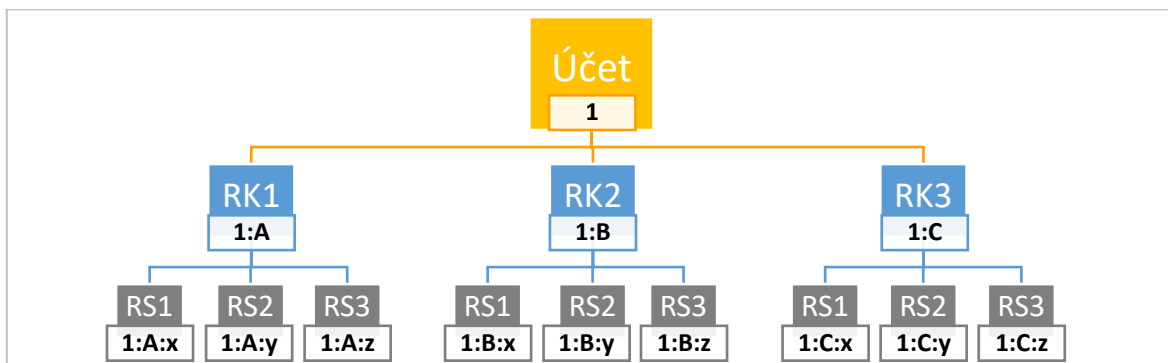 Účet
1
RK1 RK2 RK3
1:A 1:B 1:C
RS1 RS2 RS3 RS1 RS2 RS3 RS1 RS2 RS3
1:A:x 1:A:y 1:A:z 1:B:x 1:B:y 1:B:z 1:C:x 1:C:y 1:C:z